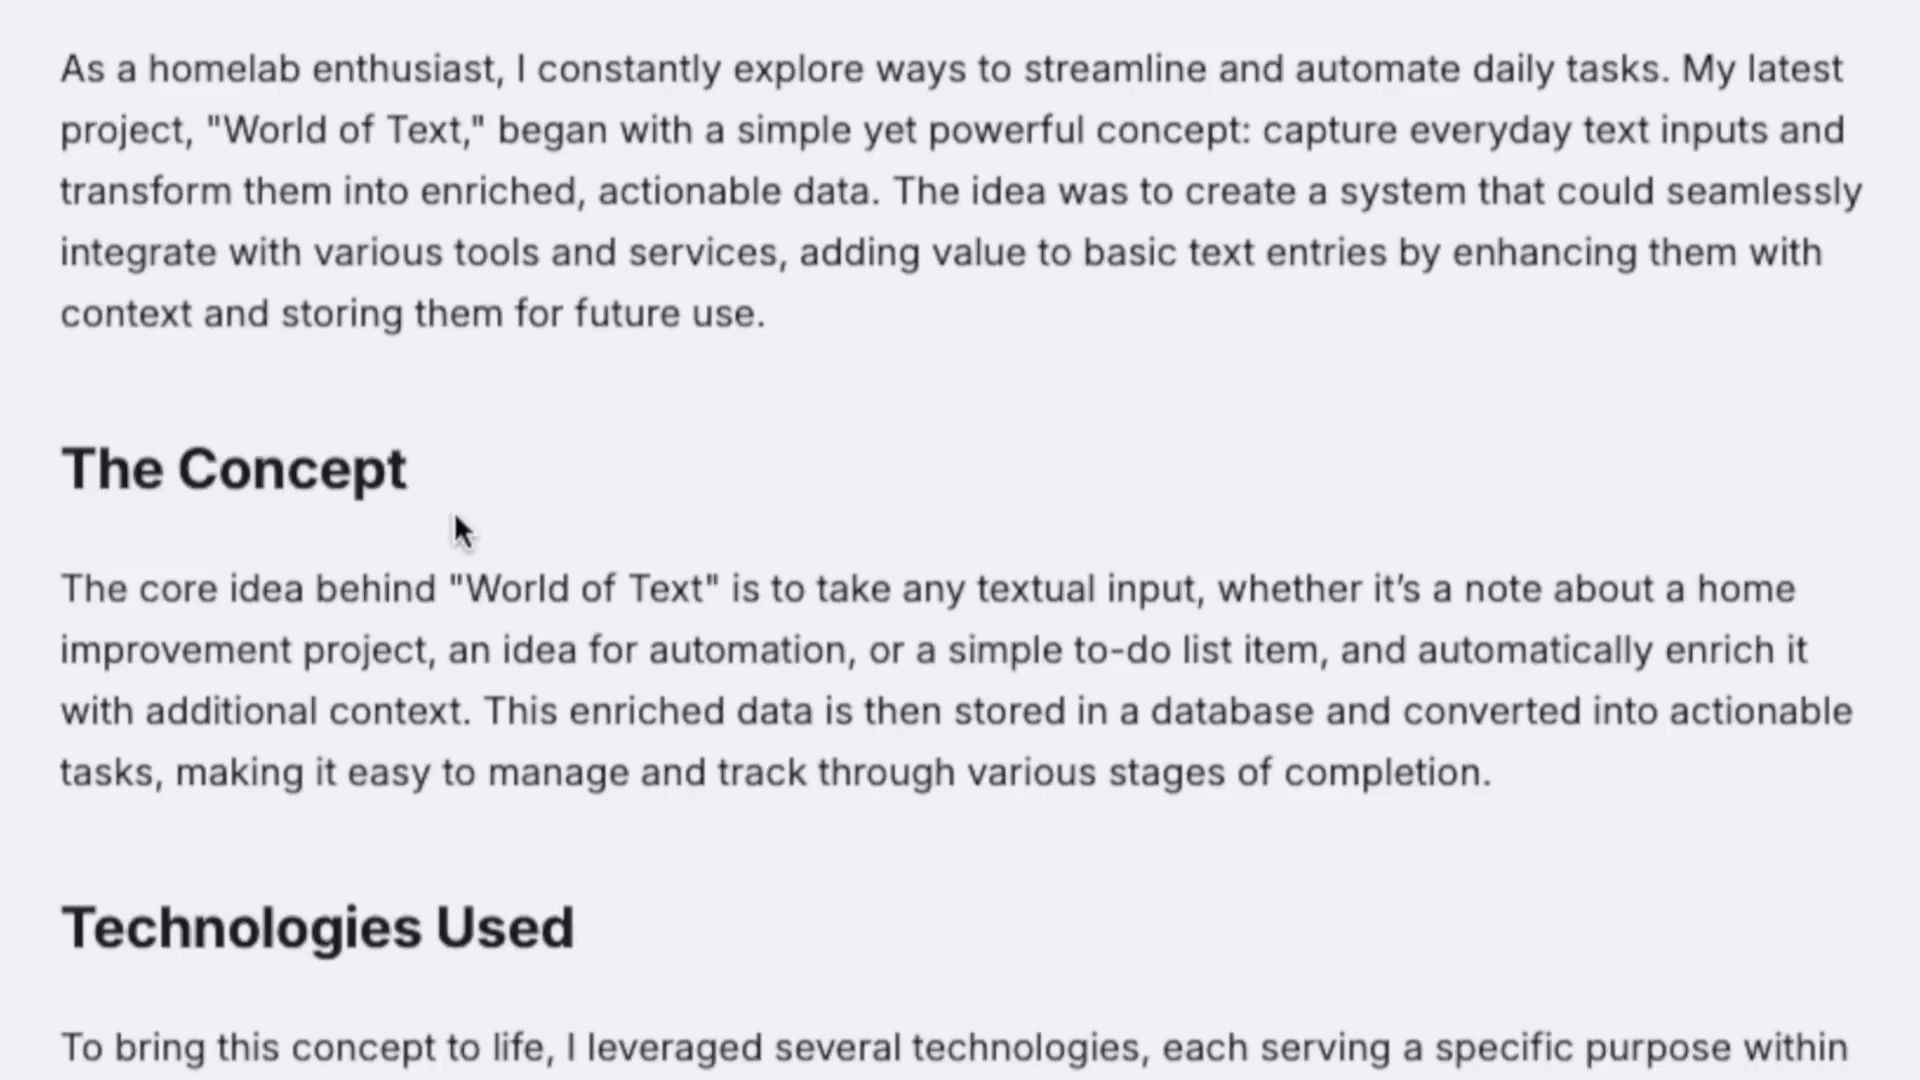 As a homelab enthusiast, I constantly explore ways to streamline and automate daily tasks. My latest
project, "World of Text," began with a simple yet powerful concept: capture everyday text inputs and
transform them into enriched, actionable data. The idea was to create a system that could seamlessly
integrate with various tools and services, adding value to basic text entries by enhancing them with
context and storing them for future use.
The Concept
The core idea behind "World of Text" is to take any textual input, whether it’s a note about a home
improvement project, an idea for automation, or a simple to-do list item, and automatically enrich it
with additional context. This enriched data is then stored in a database and converted into actionable
tasks, making it easy to manage and track through various stages of completion.
Technologies Used
To bring this concept to life, I leveraged several technologies, each serving a specific purpose within